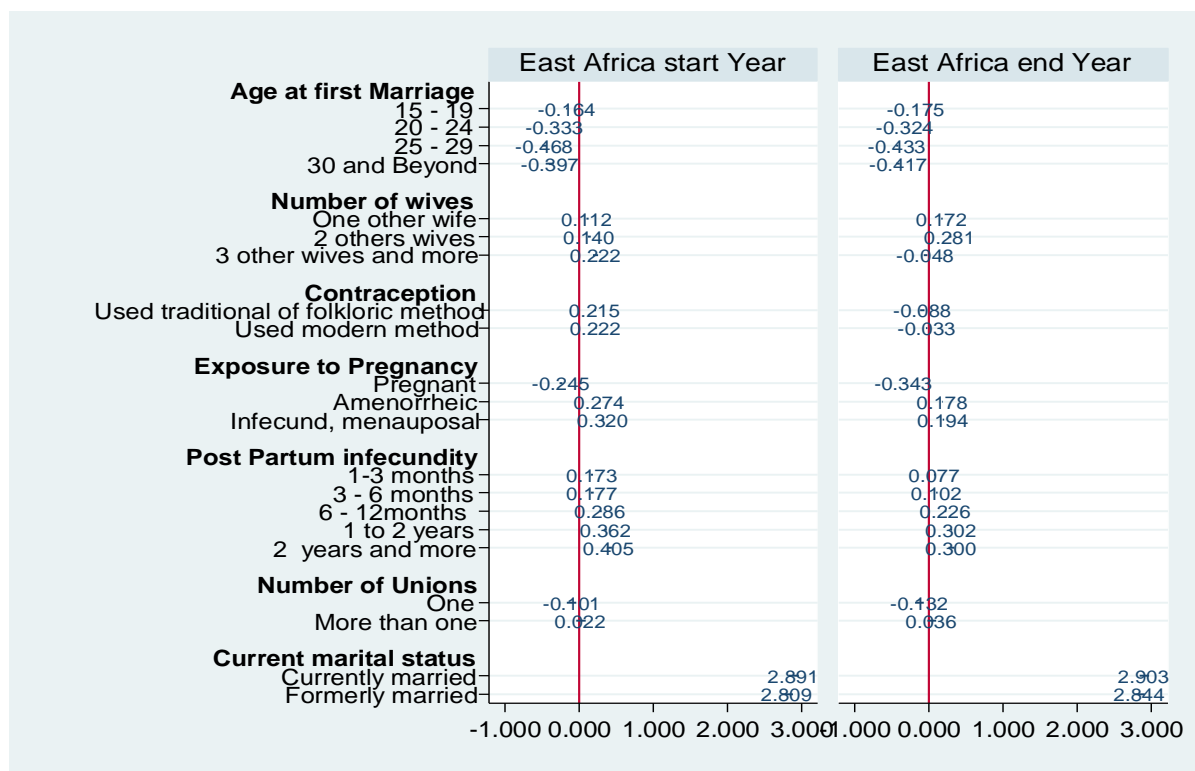 East Africa start Year East Africa end Year
Age at first Marriage
15 - 19 -0.164 -0.175
20 - 24 -0.333 -0.324
25 - 29 -0.468 -0.433
30 and Beyond -0.397 -0.417
Number of wives
One other wife 0.112 0.172
2 others wives 0.140 0.281
3 other wives and more 0.222 -0.048
Contraception
Used traditional of folkloric method 0.215 -0.088
Used modern method 0.222 -0.033
Exposure to Pregnancy
Pregnant -0.245 -0.343
Amenorrheic 0.274 0.178
Infecund, menauposal 0.320 0.194
Post Partum infecundity
1-3 months 0.173 0.077
3 - 6 months 0.177 0.102
6 - 12months 0.286 0.226
1 to 2 years 0.362 0.302
2 years and more 0.405 0.300
Number of Unions
One -0.101 -0.132
More than one 0.022 0.036
Current marital status
Currently married 2.891 2.903
Formerly married 2.809 2.844
-1.000 0.000 1.000 2.000 3.000 -1.000 0.000 1.000 2.000 3.000